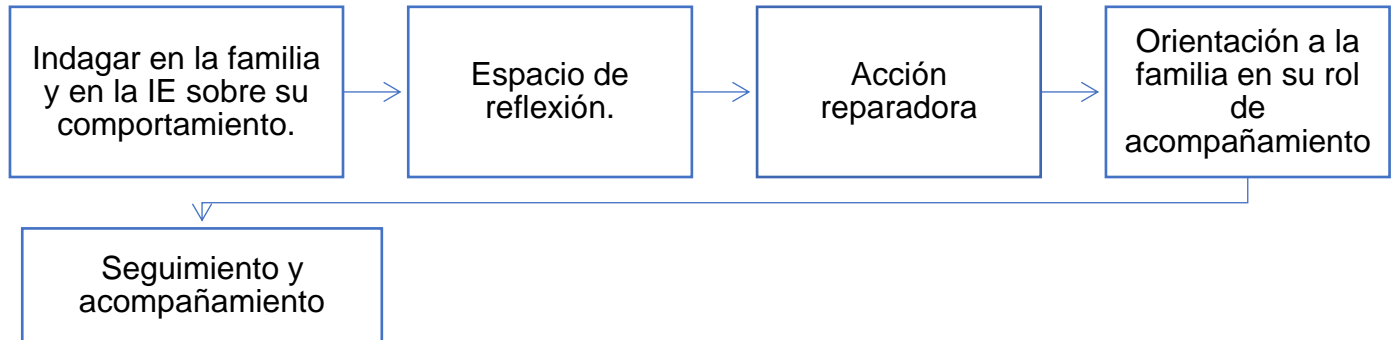 Indagar en la familia
y en la IE sobre su
comportamiento.
Espacio de
reflexión.
Acción
reparadora
Orientación a la
familia en su rol
de
acompañamiento
Seguimiento y
acompañamiento